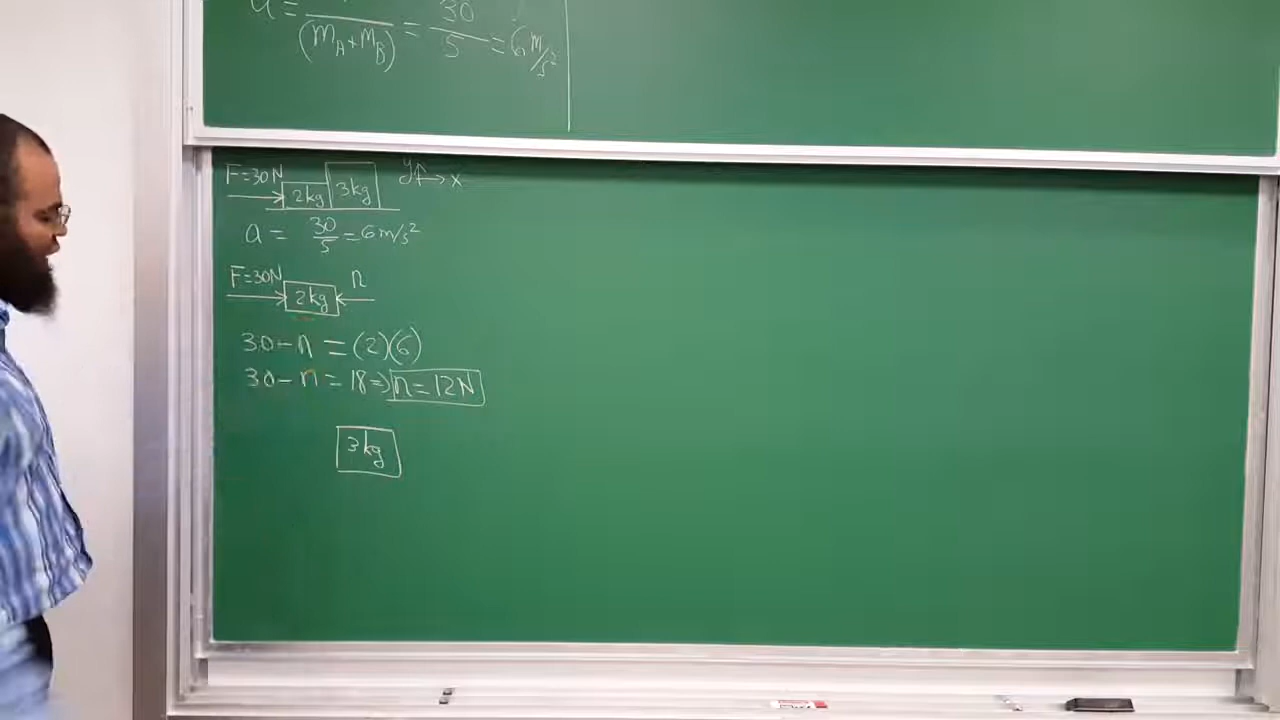 a = / (mA+mB) = 30/5 = 6 m/s²
F=30N 2kg 3kg y x
a = 30/5 = 6 m/s²
F=30N 2kg n
30 - n = (2)(6)
30 - n = 18 => n = 12N
3kg